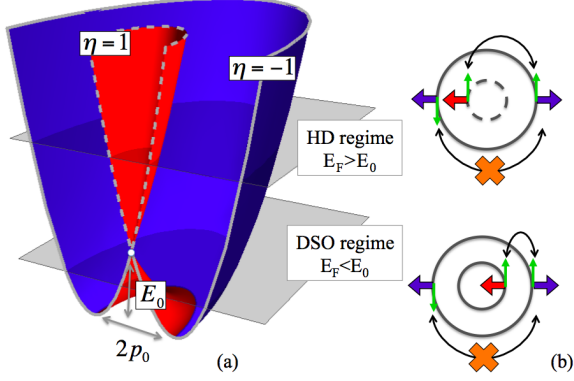 η = 1
η = −1
HD regime
E_F>E_0
DSO regime
E_F<E_0
E_0
2p_0
(a)
(b)